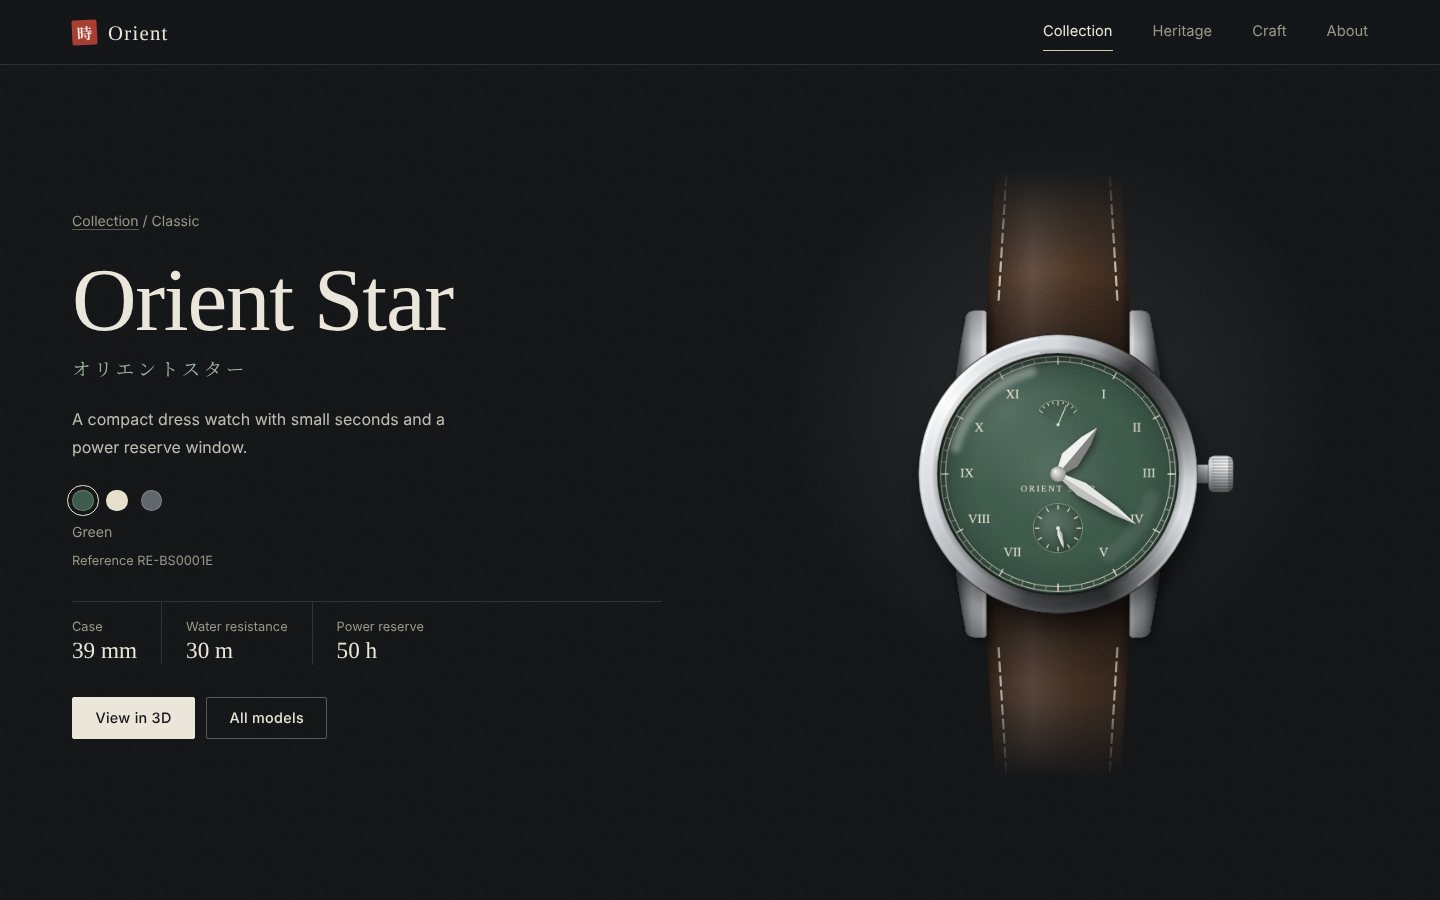 時 Orient
Collection Heritage Craft About
Collection / Classic
Orient Star
オリエントスター
A compact dress watch with small seconds and a
power reserve window.
Green
Reference RE-BS0001E
Case Water resistance Power reserve
39 mm 30 m 50 h
View in 3D All models
XI I
X II
IX III
ORIENT
VIII IV
VII V